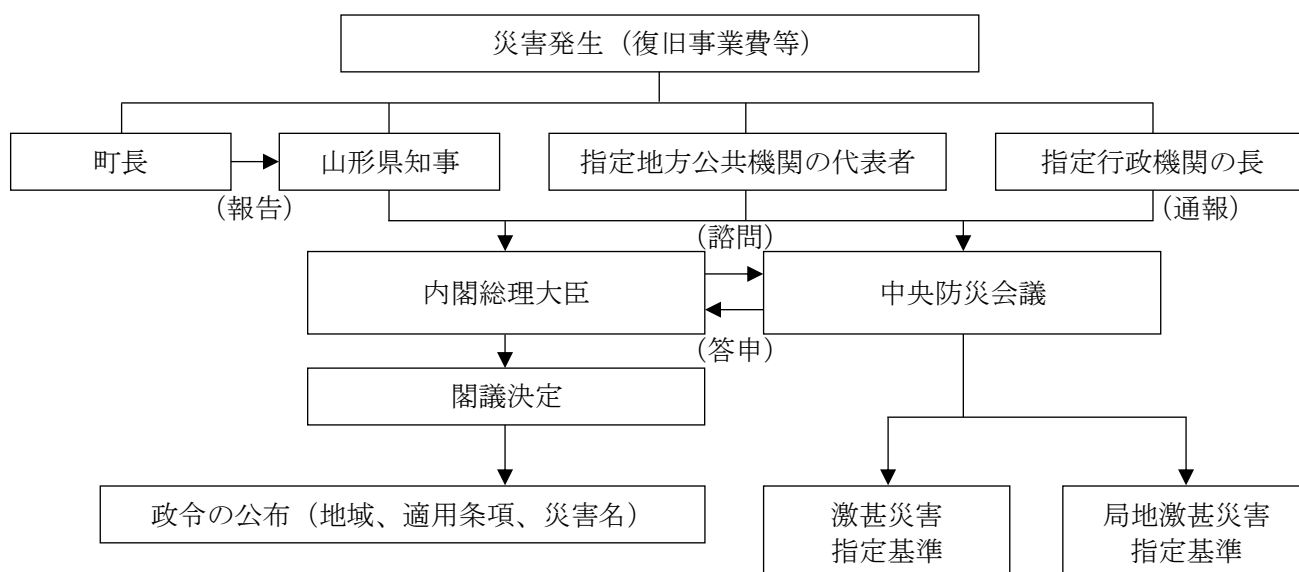 災害発生（復旧事業費等）
町長
山形県知事
指定地方公共機関の代表者
指定行政機関の長
（報告）
（通報）
（諮問）
内閣総理大臣
中央防災会議
（答申）
閣議決定
政令の公布（地域、適用条項、災害名）
激甚災害
指定基準
局地激甚災害
指定基準